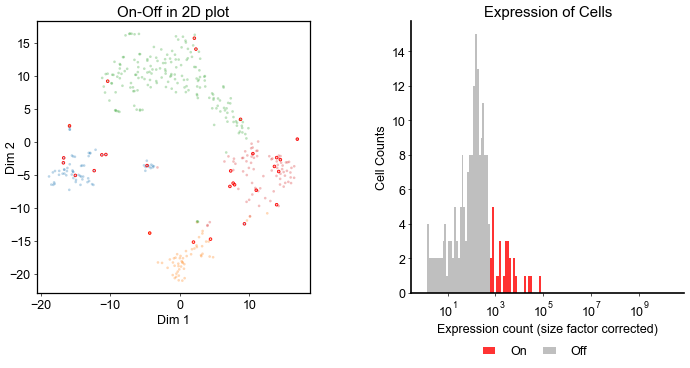 On-Off in 2D plot
Expression of Cells
15
10
5
0
−5
−10
−15
−20
Dim 2
−20 −10 0 10
Dim 1
14
12
10
8
6
4
2
0
Cell Counts
10^1 10^3 10^5 10^7 10^9
Expression count (size factor corrected)
On Off